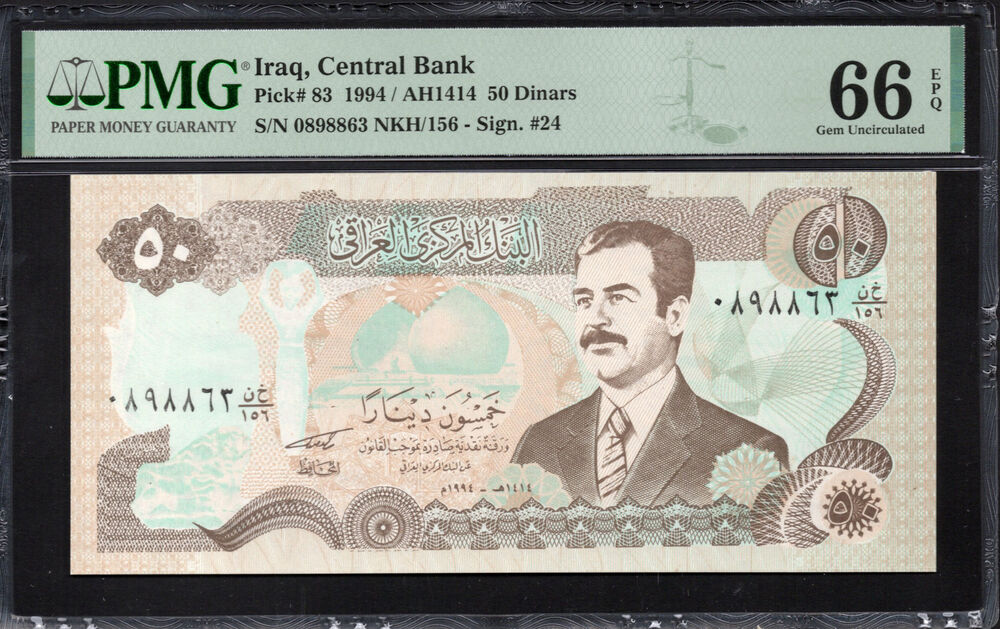 PMG®
PAPER MONEY GUARANTY
Iraq, Central Bank
Pick# 83 1994 / AH1414 50 Dinars
S/N 0898863 NKH/156 - Sign. #24
66 EPQ
Gem Uncirculated
٥٠
البنك المركزي العراقي
٥٠
٠٨٩٨٨٦٣ خ ن ١٥٦
٠٨٩٨٨٦٣ خ ن ١٥٦
خمسون دينارًا
ورقة نقدية صادرة بموجب القانون
عن البنك المركزي العراقي
المحافظ
١٤١٤هـ - ١٩٩٤م
٥٠